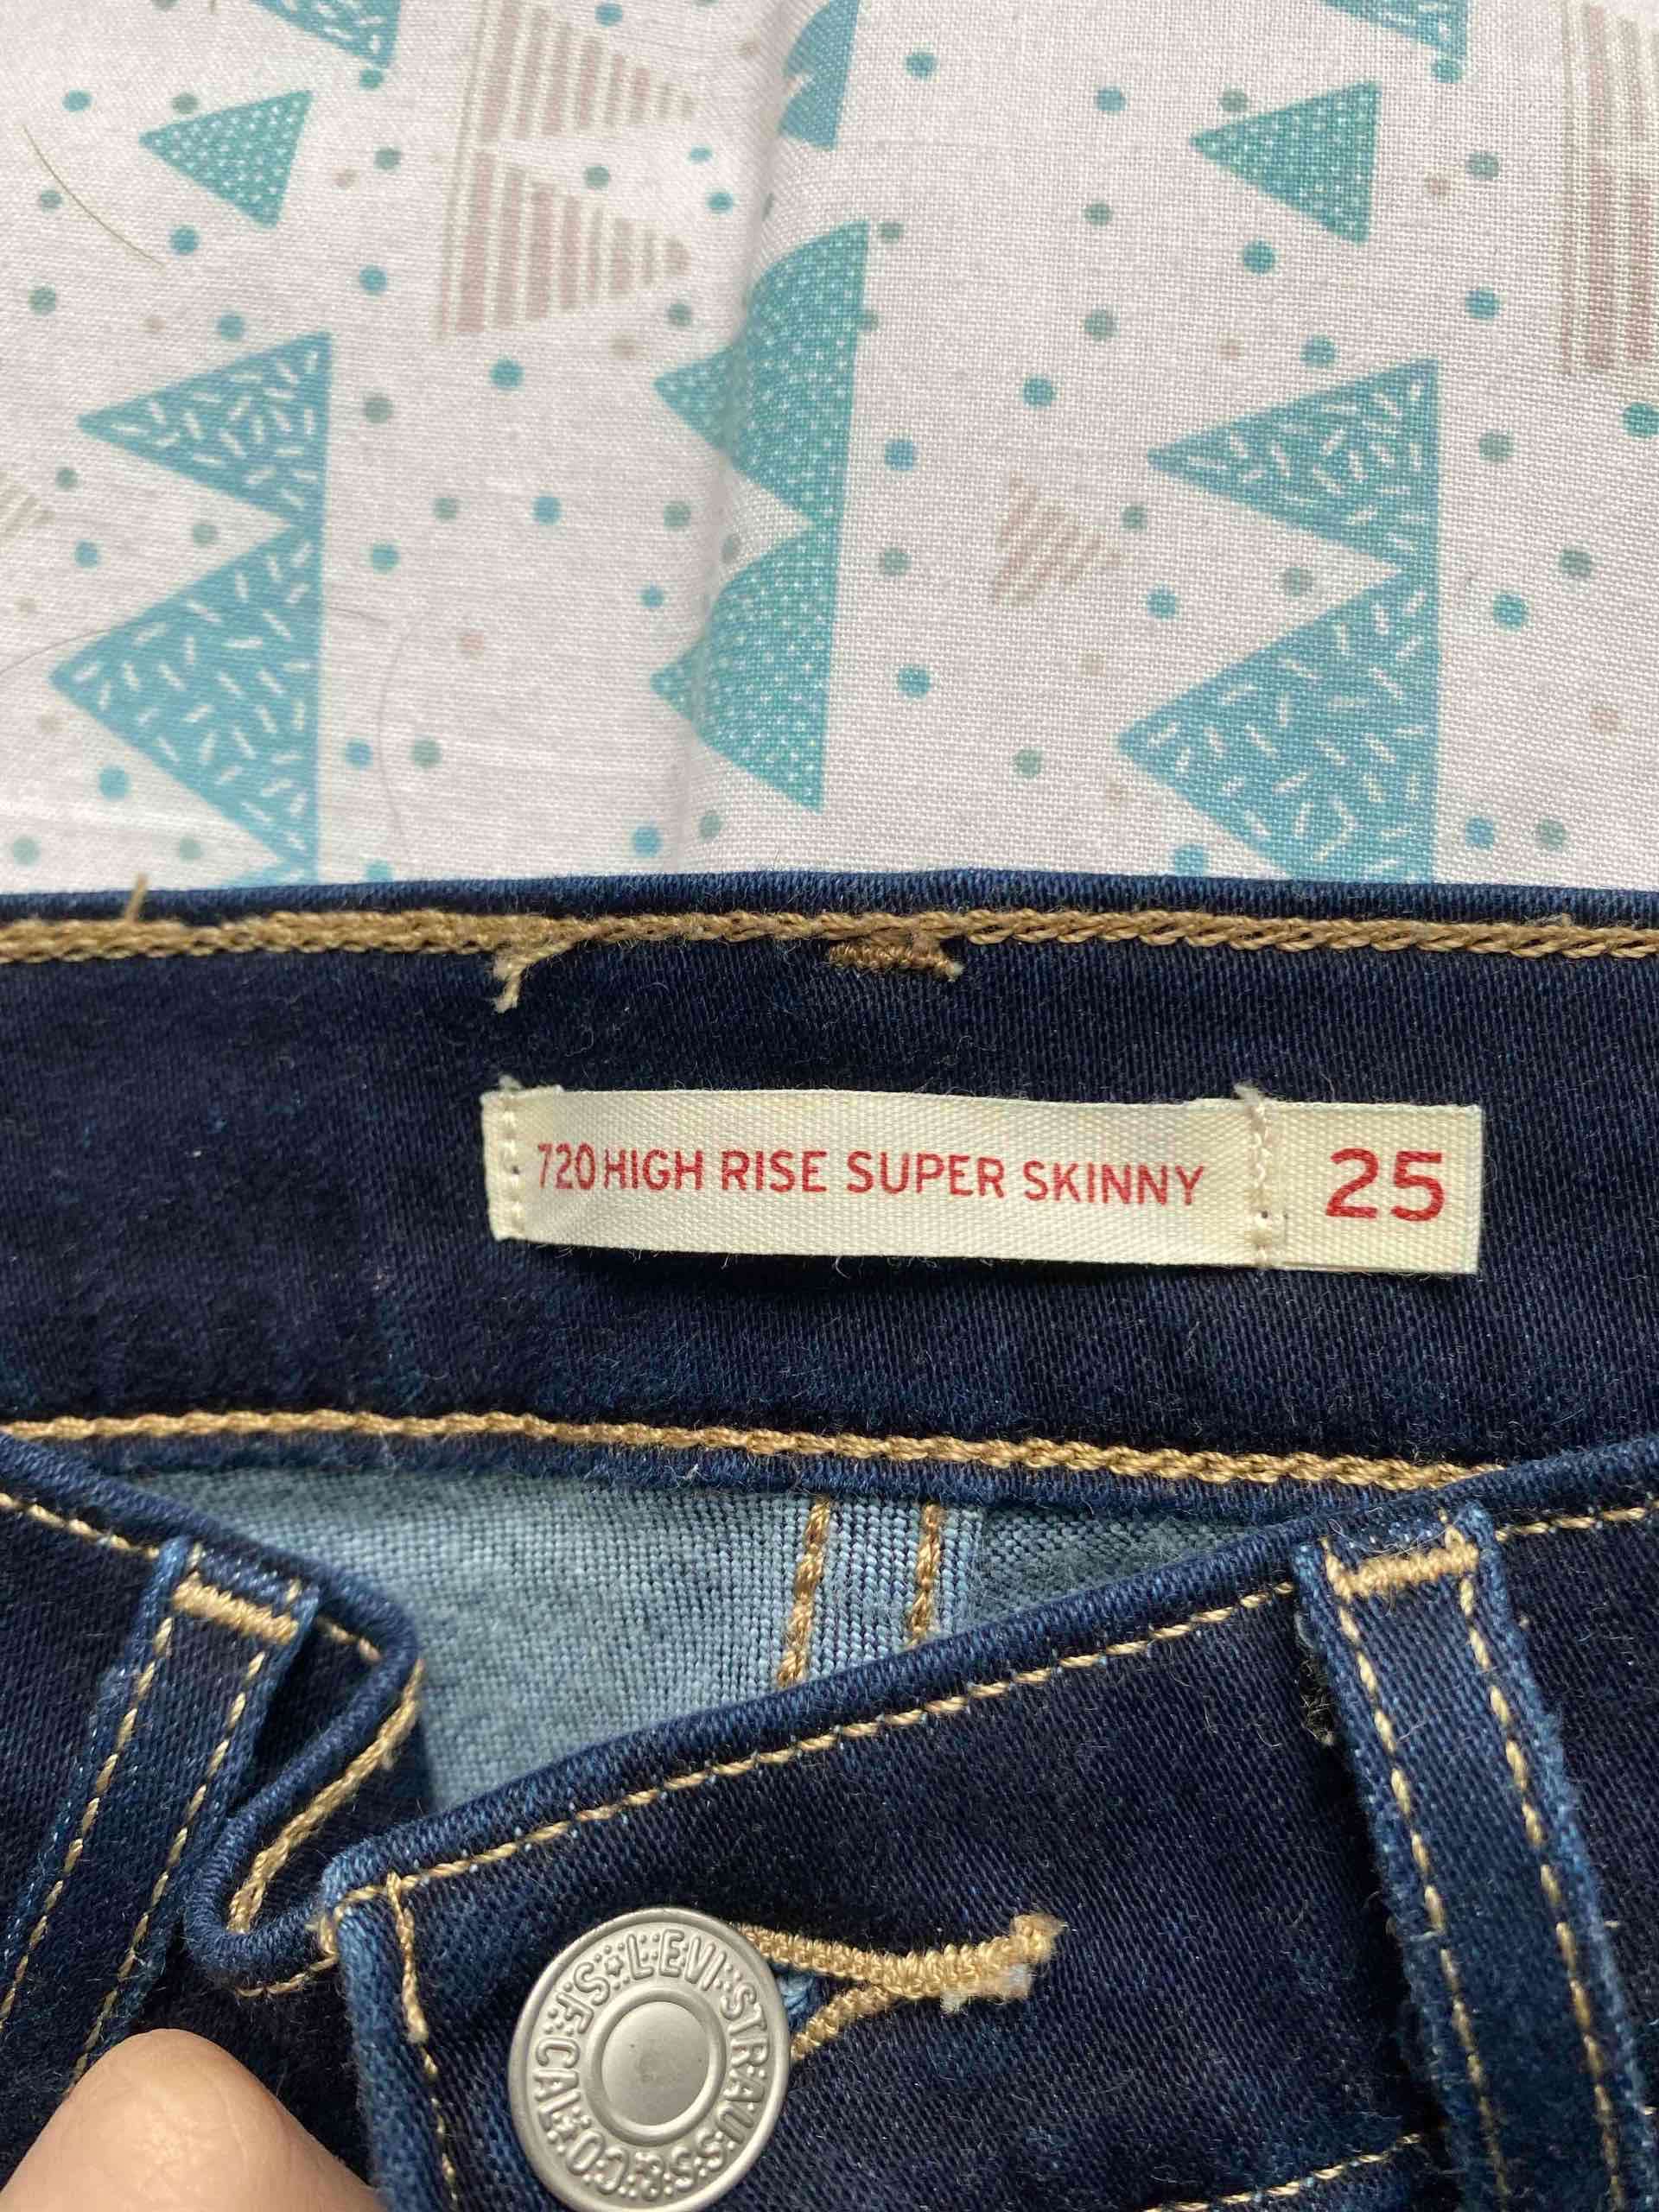 720 HIGH RISE SUPER SKINNY 25
LEVI STRAUSS & CO. S.F. CAL